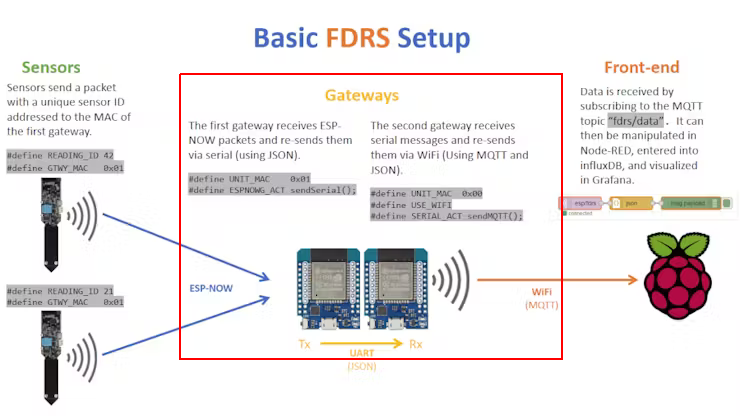 Basic FDRS Setup
Sensors
Sensors send a packet
with a unique sensor ID
addressed to the MAC of
the first gateway.
#define READING_ID 42
#define GTWY_MAC 0x01
#define READING_ID 21
#define GTWY_MAC 0x01
ESP-NOW
Gateways
The first gateway receives ESP-
NOW packets and re-sends them
via serial (using JSON).
#define UNIT_MAC 0x01
#define ESPNOWG_ACT sendSerial();
The second gateway receives
serial messages and re-sends
them via WiFi (Using MQTT and
JSON).
#define UNIT_MAC 0x00
#define USE_WIFI
#define SERIAL_ACT sendMQTT();
Tx
Rx
UART
(JSON)
WiFi
(MQTT)
Front-end
Data is received by
subscribing to the MQTT
topic "fdrs/data". It can
then be manipulated in
Node-RED, entered into
influxDB, and visualized
in Grafana.
esp/fdrs
json
msg.payload
connected